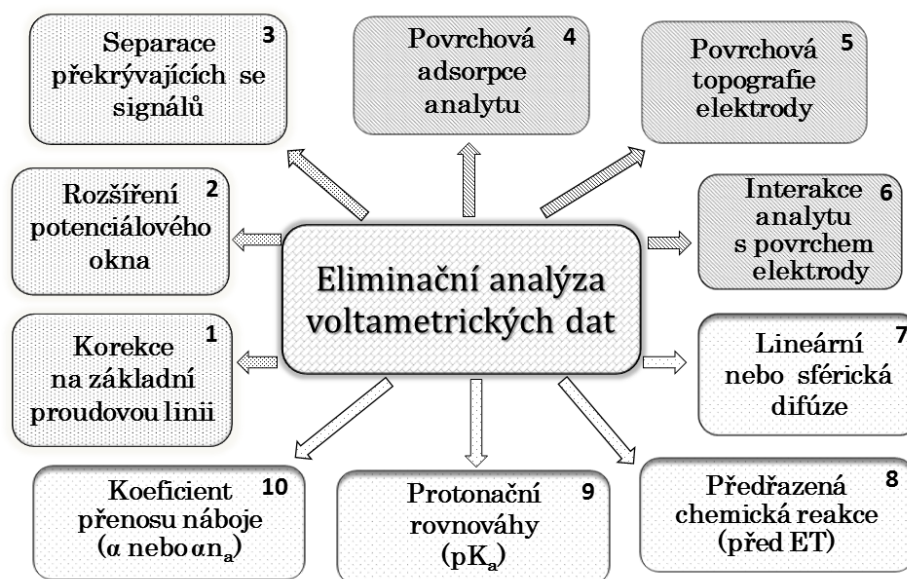 Separace 3
překrývajících se
signálů
Povrchová 4
adsorpce
analytu
Povrchová 5
topografie
elektrody
Rozšíření 2
potenciálového
okna
Eliminační analýza
voltametrických dat
Interakce 6
analytu
s povrchem
elektrody
Korekce 1
na základní
proudovou linii
Lineární 7
nebo sférická
difúze
Koeficient 10
přenosu náboje
(α nebo αnₐ)
Protonační 9
rovnováhy
(pKₐ)
Předřazená 8
chemická reakce
(před ET)